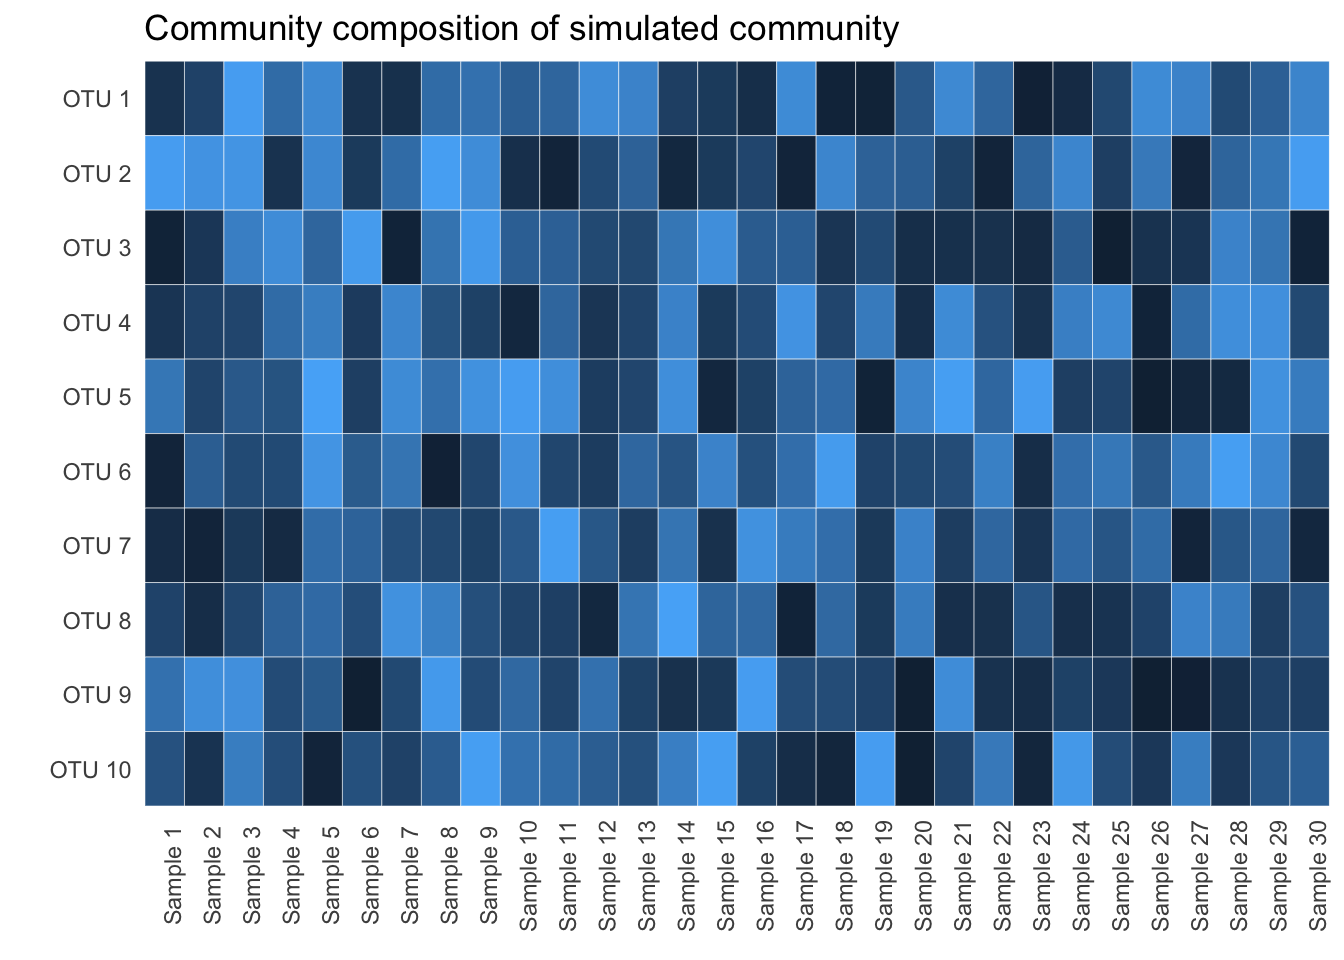 Community composition of simulated community
OTU 1
OTU 2
OTU 3
OTU 4
OTU 5
OTU 6
OTU 7
OTU 8
OTU 9
OTU 10
Sample 1
Sample 2
Sample 3
Sample 4
Sample 5
Sample 6
Sample 7
Sample 8
Sample 9
Sample 10
Sample 11
Sample 12
Sample 13
Sample 14
Sample 15
Sample 16
Sample 17
Sample 18
Sample 19
Sample 20
Sample 21
Sample 22
Sample 23
Sample 24
Sample 25
Sample 26
Sample 27
Sample 28
Sample 29
Sample 30